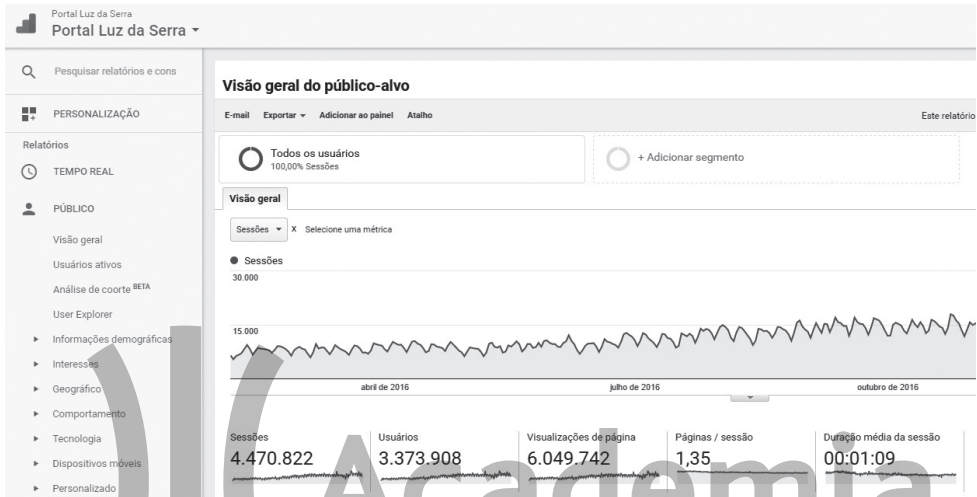 Portal Luz da Serra
Portal Luz da Serra
Pesquisar relatórios e cons
PERSONALIZAÇÃO
Relatórios
TEMPO REAL
PÚBLICO
Visão geral
Usuários ativos
Análise de coorte BETA
User Explorer
Informações demográficas
Interesses
Geográfico
Comportamento
Tecnologia
Dispositivos móveis
Personalizado
Visão geral do público-alvo
E-mail Exportar Adicionar ao painel Atalho
Este relatório
Todos os usuários
100,00% Sessões
+ Adicionar segmento
Visão geral
Sessões X Selecione uma métrica
Sessões
30.000
15.000
abril de 2016 julho de 2016 outubro de 2016
Sessões Usuários Visualizações de página Páginas / sessão Duração média da sessão
4.470.822 3.373.908 6.049.742 1,35 00:01:09
Academia